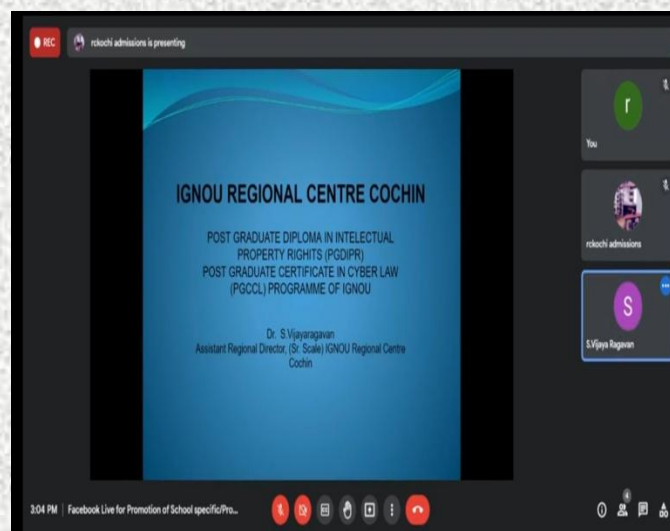 REC
rckochi admissions is presenting
IGNOU REGIONAL CENTRE COCHIN
POST GRADUATE DIPLOMA IN INTELECTUAL
PROPERTY RIGHITS (PGDIPR)
POST GRADUATE CERTIFICATE IN CYBER LAW
(PGCCL) PROGRAMME OF IGNOU
Dr. S.Vijayaragavan
Assistant Regional Director, (Sr. Scale) IGNOU Regional Centre
Cochin
r
You
rckochi admissions
S
S.Vijaya Ragavan
3:04 PM | Facebook Live for Promotion of School specific/Pro...
4